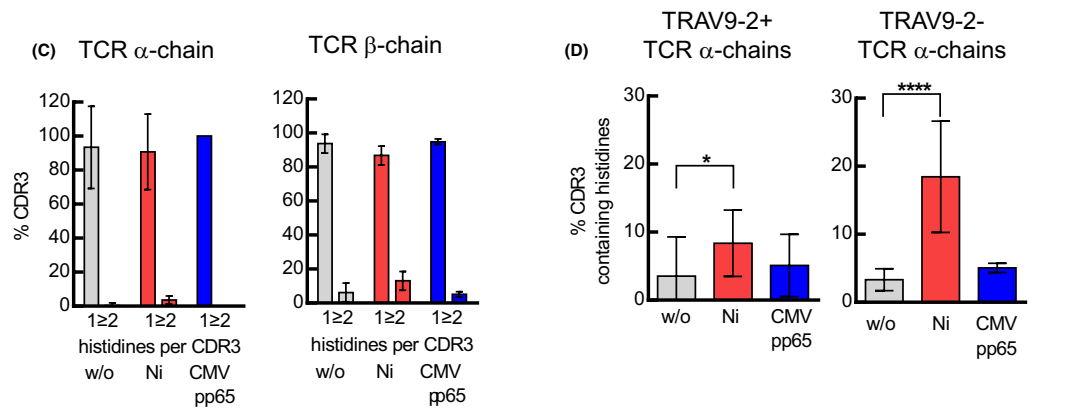 (C) TCR α-chain
120
100
80
60
40
20
0
% CDR3
1≥2 1≥2 1≥2
histidines per CDR3
w/o Ni CMV
pp65
TCR β-chain
120
100
80
60
40
20
0
1≥2 1≥2 1≥2
histidines per CDR3
w/o Ni CMV
pp65
(D) TRAV9-2+
TCR α-chains
30
20
10
0
% CDR3
containing histidines
*
w/o Ni CMV
pp65
TRAV9-2-
TCR α-chains
30
20
10
0
****
w/o Ni CMV
pp65